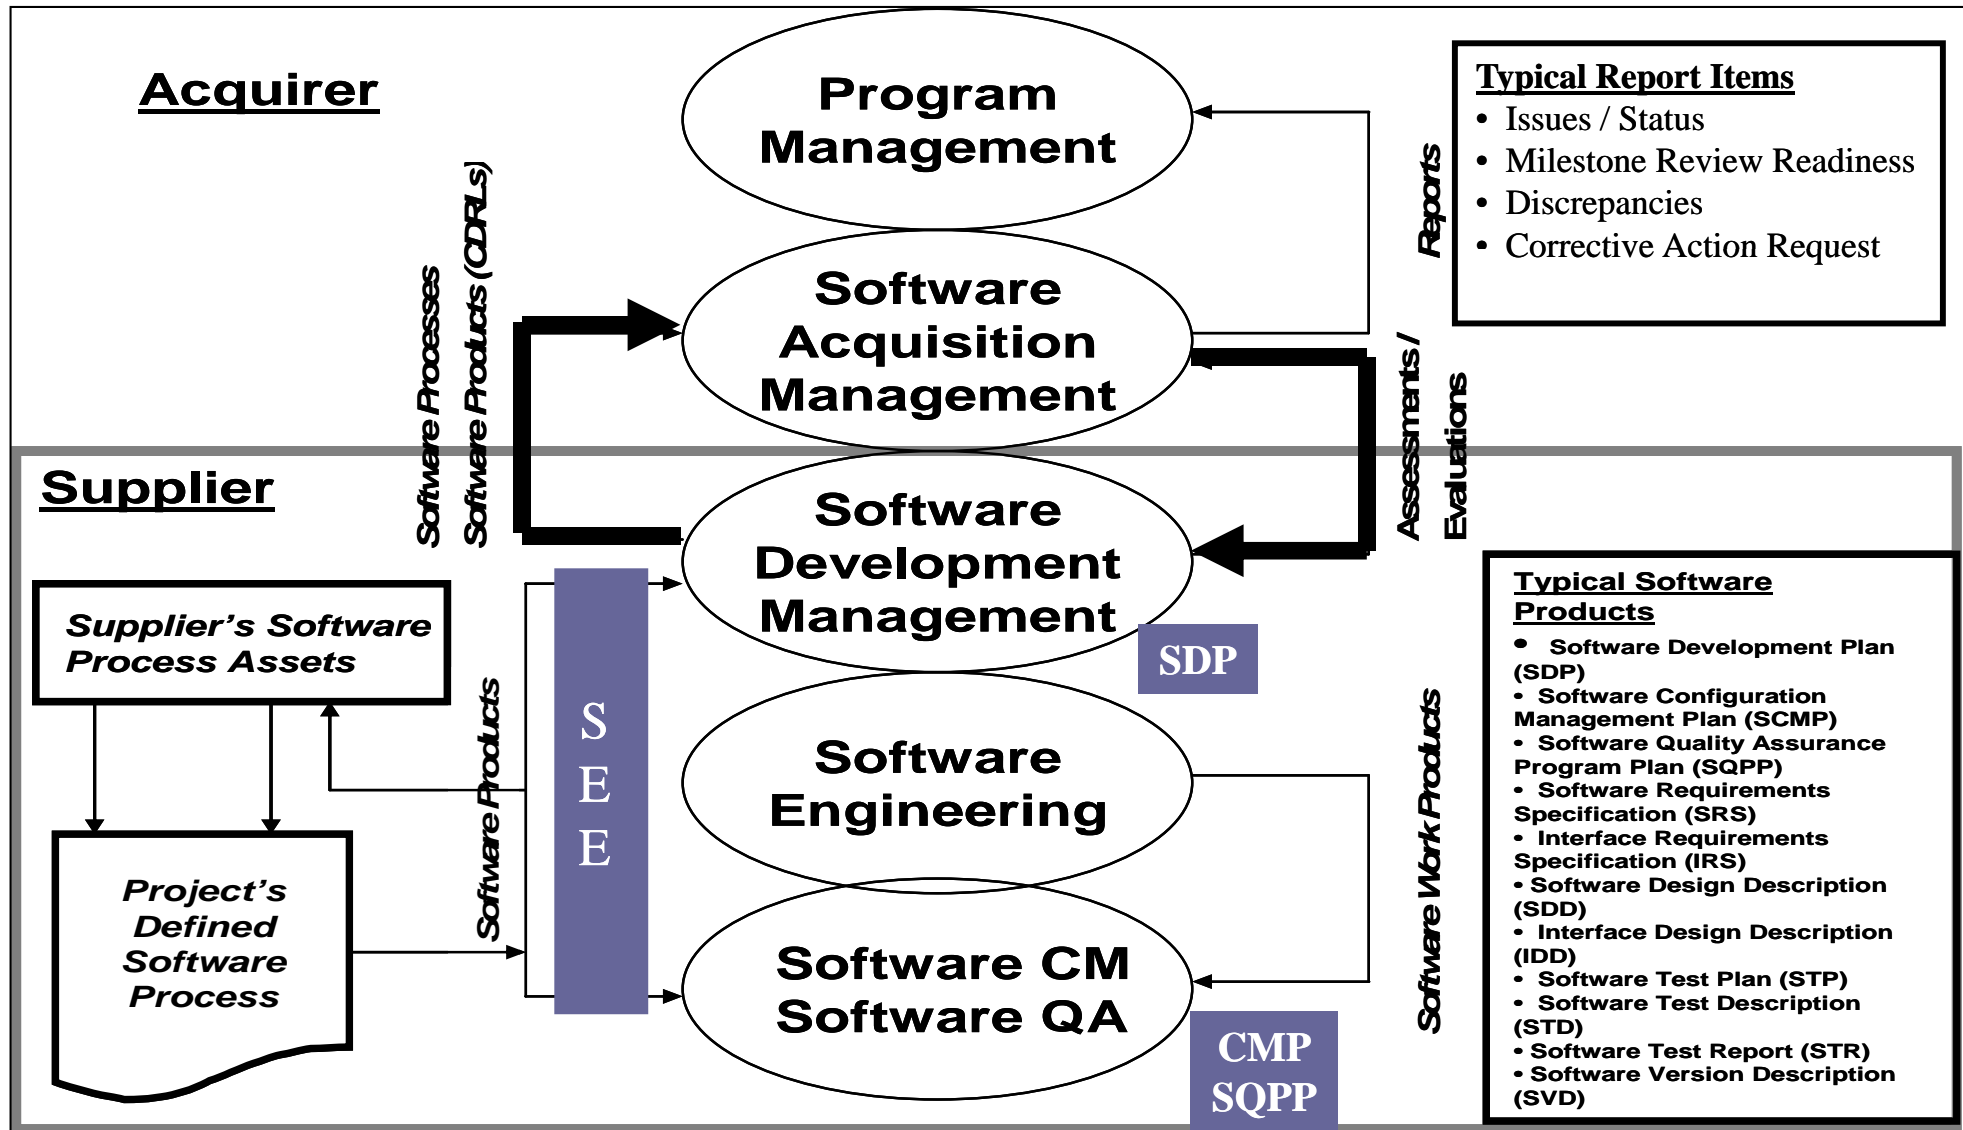 Acquirer
Program
Management
Typical Report Items
• Issues / Status
• Milestone Review Readiness
• Discrepancies
• Corrective Action Request
Reports
Software Processes
Software Products (CDRLs)
Software
Acquisition
Management
Assessments /
Evaluations
Supplier
Software
Development
Management
SDP
Supplier's Software
Process Assets
Software Products
S
E
E
Software
Engineering
Project's
Defined
Software
Process
Software CM
Software QA
CMP
SQPP
Software Work Products
Typical Software
Products
• Software Development Plan
(SDP)
• Software Configuration
Management Plan (SCMP)
• Software Quality Assurance
Program Plan (SQPP)
• Software Requirements
Specification (SRS)
• Interface Requirements
Specification (IRS)
• Software Design Description
(SDD)
• Interface Design Description
(IDD)
• Software Test Plan (STP)
• Software Test Description
(STD)
• Software Test Report (STR)
• Software Version Description
(SVD)